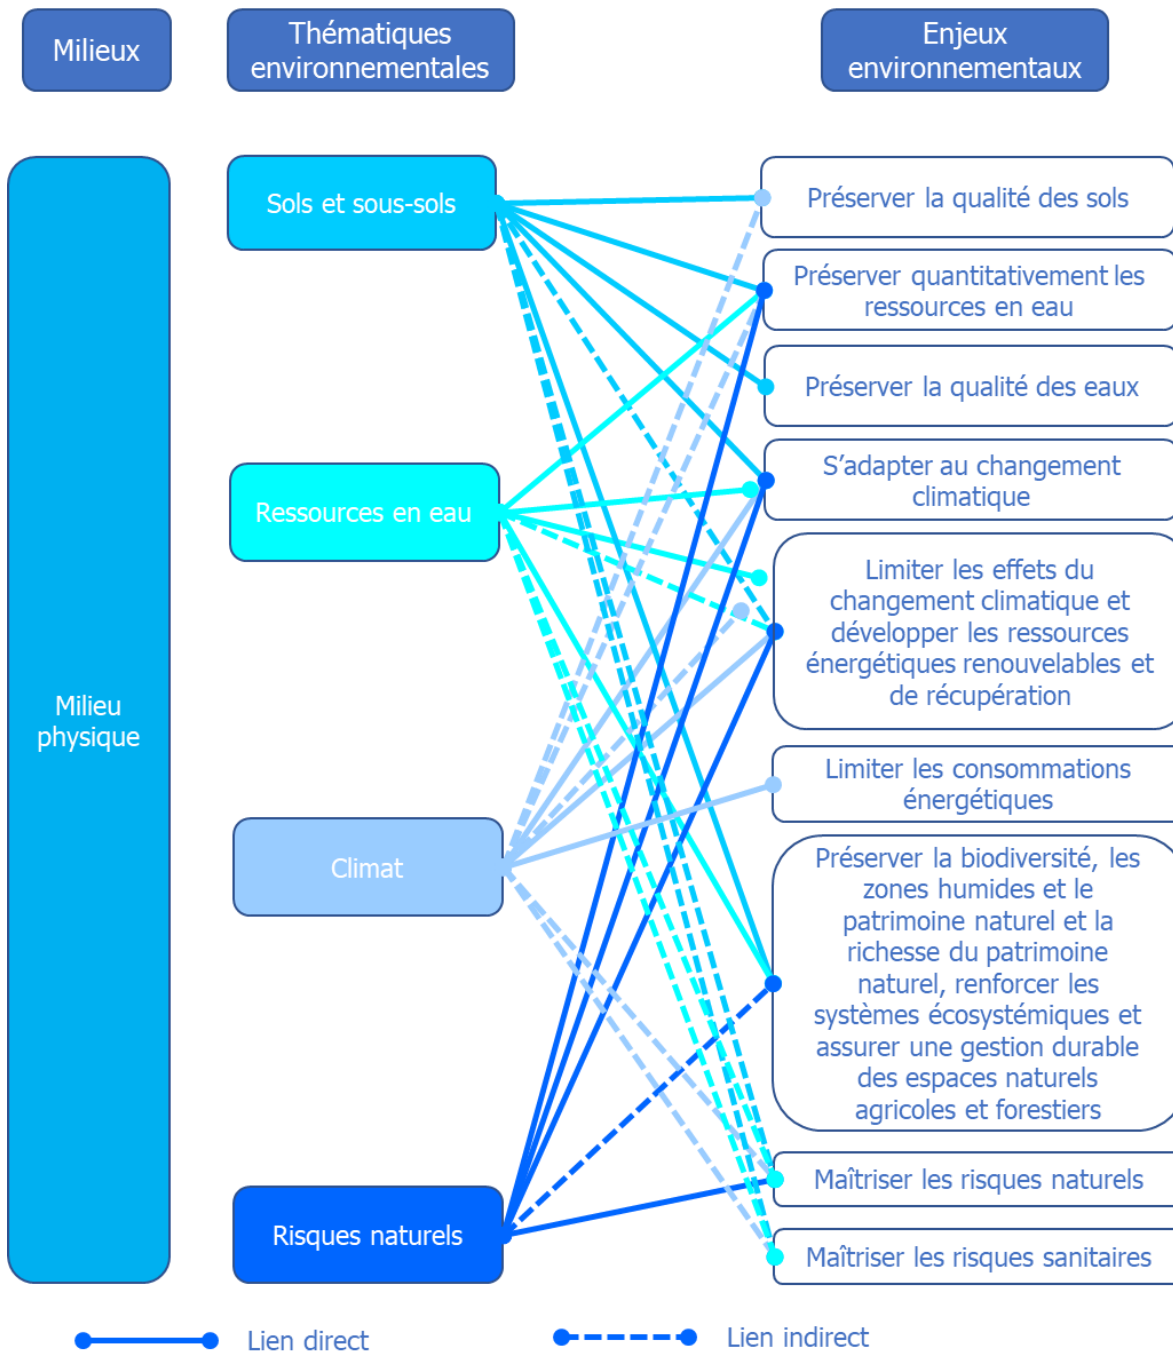 Milieux
Thématiques
environnementales
Enjeux
environnementaux
Milieu
physique
Sols et sous-sols
Ressources en eau
Climat
Risques naturels
Préserver la qualité des sols
Préserver quantitativement les
ressources en eau
Préserver la qualité des eaux
S'adapter au changement
climatique
Limiter les effets du
changement climatique et
développer les ressources
énergétiques renouvelables et
de récupération
Limiter les consommations
énergétiques
Préserver la biodiversité, les
zones humides et le
patrimoine naturel et la
richesse du patrimoine
naturel, renforcer les
systèmes écosystémiques et
assurer une gestion durable
des espaces naturels
agricoles et forestiers
Maîtriser les risques naturels
Maîtriser les risques sanitaires
Lien direct
Lien indirect